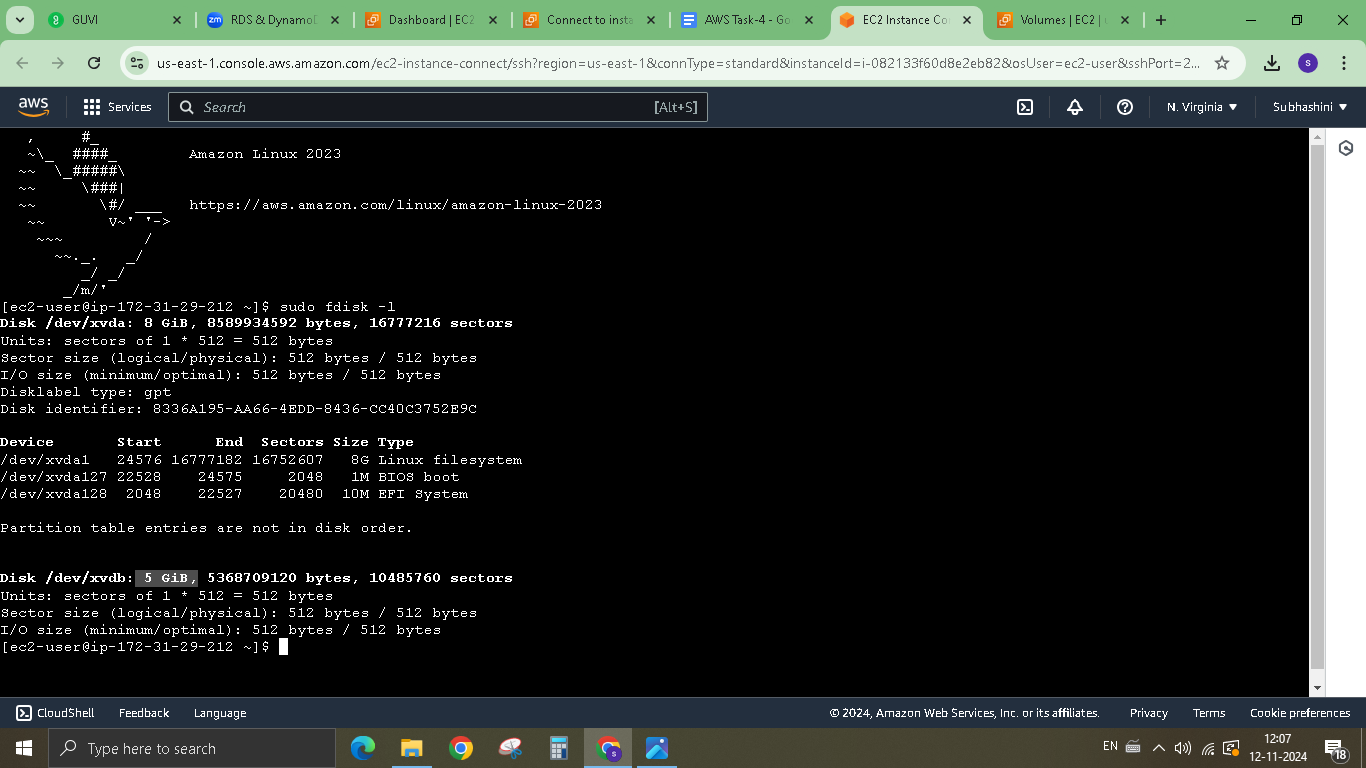 GUVI
RDS & Dynamo
Dashboard | EC2
Connect to insta
AWS Task-4 - Go
EC2 Instance Co
Volumes | EC2 |
us-east-1.console.aws.amazon.com/ec2-instance-connect/ssh?region=us-east-1&connType=standard&instanceId=i-082133f60d8e2eb82&osUser=ec2-user&sshPort=2...
S
aws
Services
Search
[Alt+S]
N. Virginia
Subhashini
,      #_
~\_  ####_        Amazon Linux 2023
~~  \_#####\
~~     \###|
~~       \#/ ___   https://aws.amazon.com/linux/amazon-linux-2023
~~       V~' '->
~~~         /
~~._.   _/
_/ _/
_/m/'
[ec2-user@ip-172-31-29-212 ~]$ sudo fdisk -l
Disk /dev/xvda: 8 GiB, 8589934592 bytes, 16777216 sectors
Units: sectors of 1 * 512 = 512 bytes
Sector size (logical/physical): 512 bytes / 512 bytes
I/O size (minimum/optimal): 512 bytes / 512 bytes
Disklabel type: gpt
Disk identifier: 8336A195-AA66-4EDD-8436-CC40C3752E9C
Device       Start      End  Sectors Size Type
/dev/xvda1   24576 16777182 16752607   8G Linux filesystem
/dev/xvda127 22528    24575     2048   1M BIOS boot
/dev/xvda128  2048    22527    20480  10M EFI System
Partition table entries are not in disk order.
Disk /dev/xvdb: 5 GiB, 5368709120 bytes, 10485760 sectors
Units: sectors of 1 * 512 = 512 bytes
Sector size (logical/physical): 512 bytes / 512 bytes
I/O size (minimum/optimal): 512 bytes / 512 bytes
[ec2-user@ip-172-31-29-212 ~]$
CloudShell
Feedback
Language
© 2024, Amazon Web Services, Inc. or its affiliates.
Privacy
Terms
Cookie preferences
Type here to search
EN
12:07
12-11-2024
18